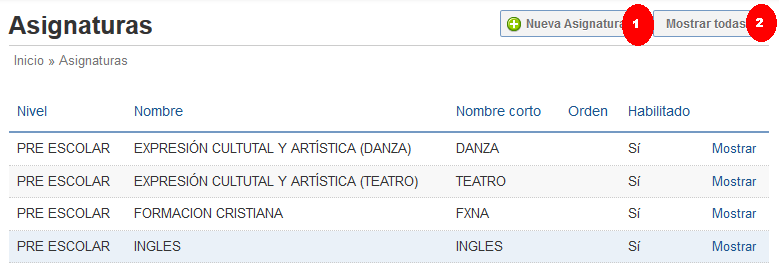 Asignaturas
Nueva Asignatura 1 Mostrar todas 2
Inicio » Asignaturas
Nivel Nombre Nombre corto Orden Habilitado
PRE ESCOLAR EXPRESIÓN CULTUTAL Y ARTÍSTICA (DANZA) DANZA Sí Mostrar
PRE ESCOLAR EXPRESIÓN CULTUTAL Y ARTÍSTICA (TEATRO) TEATRO Sí Mostrar
PRE ESCOLAR FORMACION CRISTIANA FXNA Sí Mostrar
PRE ESCOLAR INGLES INGLES Sí Mostrar